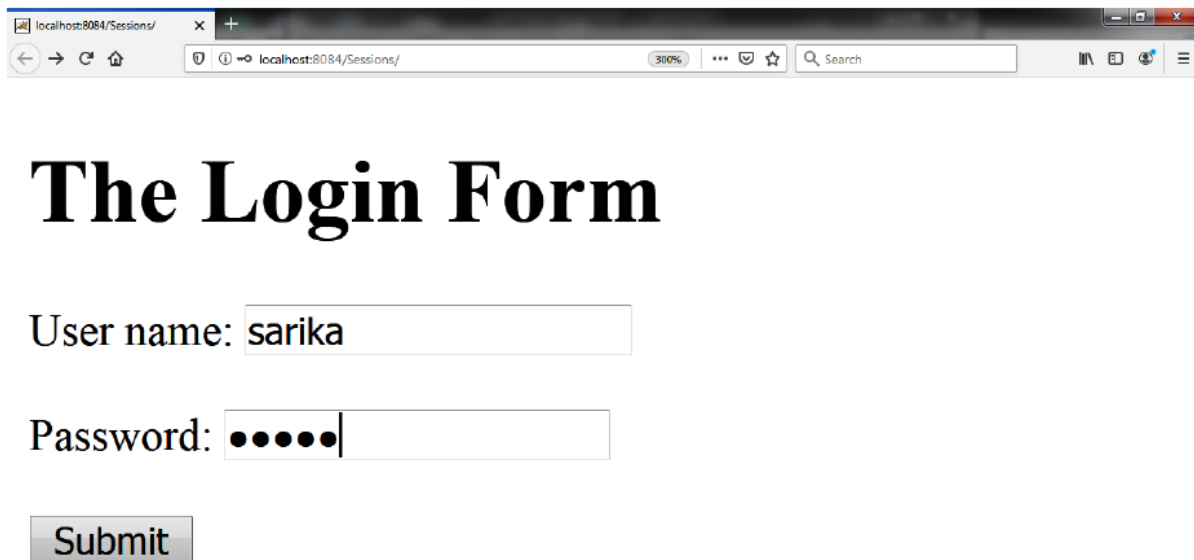 localhost:8084/Sessions/
localhost:8084/Sessions/ 300% Search
The Login Form
User name: sarika
Password: •••••
Submit